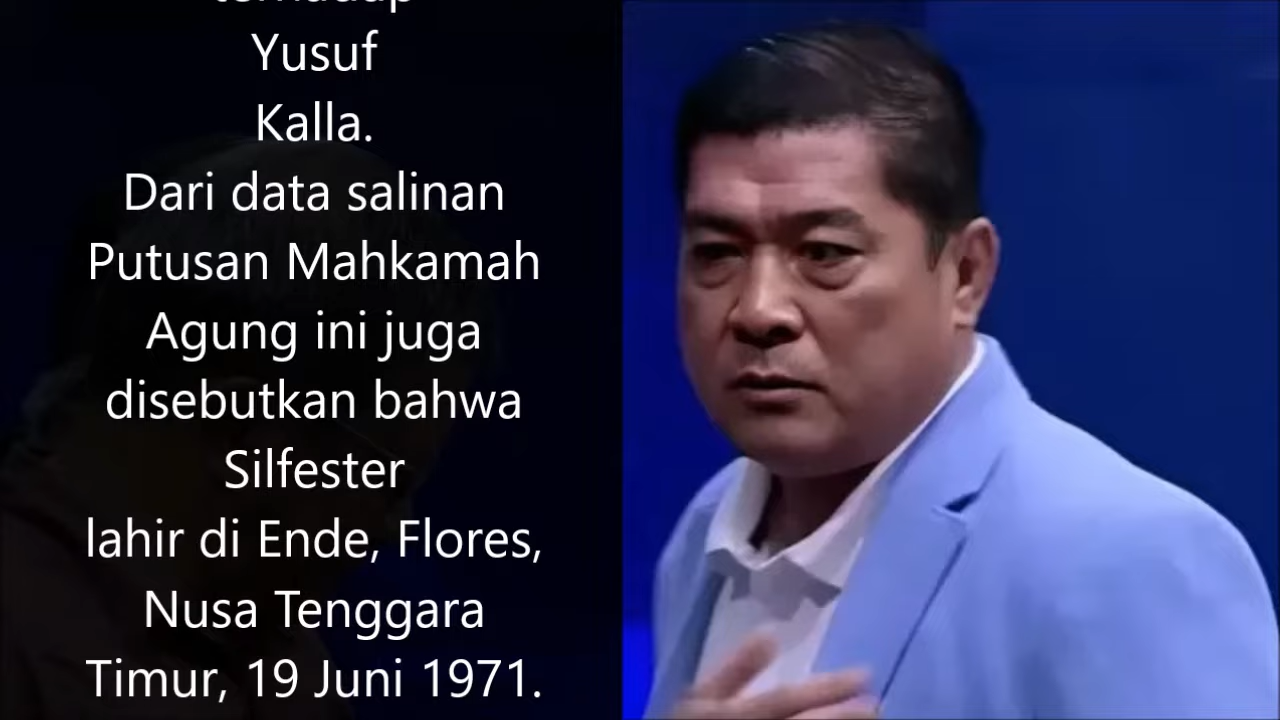 Yusuf
Kalla.
Dari data salinan
Putusan Mahkamah
Agung ini juga
disebutkan bahwa
Silfester
lahir di Ende, Flores,
Nusa Tenggara
Timur, 19 Juni 1971.